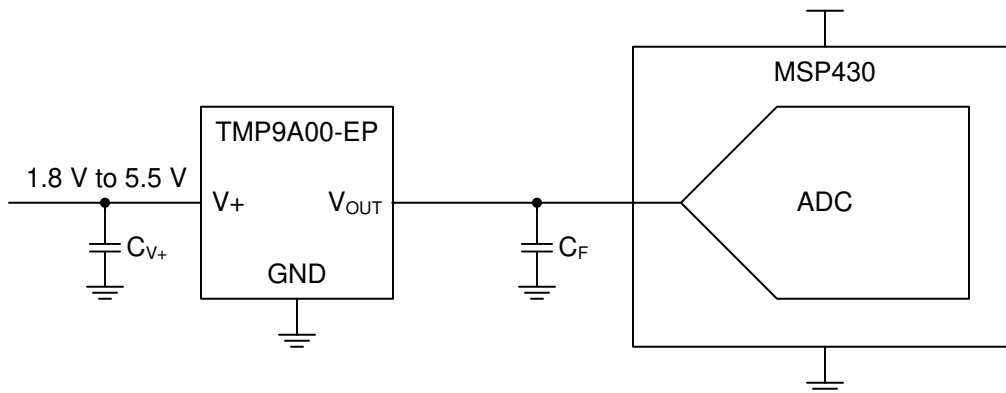 MSP430
TMP9A00-EP
1.8 V to 5.5 V
V+
VOUT
ADC
CV+
CF
GND